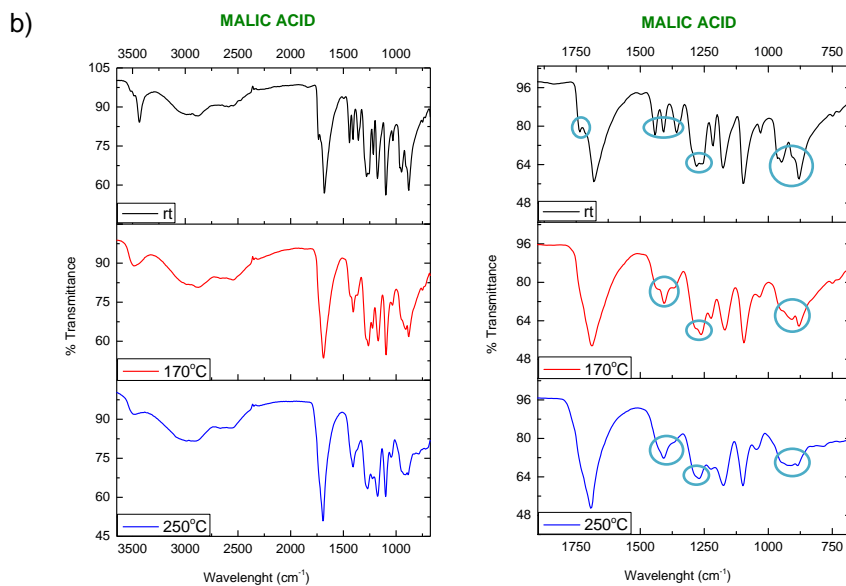 b)
MALIC ACID
3650 3000 2500 2000 1500 1000
105
90
75
60
rt
90
75
60
170°C
90
75
60
45
250°C
3650 3000 2500 2000 1500 1000
% Transmittance
Wavelenght (cm⁻¹)
MALIC ACID
1750 1500 1250 1000 750
96
80
64
48
rt
96
80
64
48
170°C
96
80
64
48
250°C
1750 1500 1250 1000 750
% Transmittance
Wavelenght (cm⁻¹)